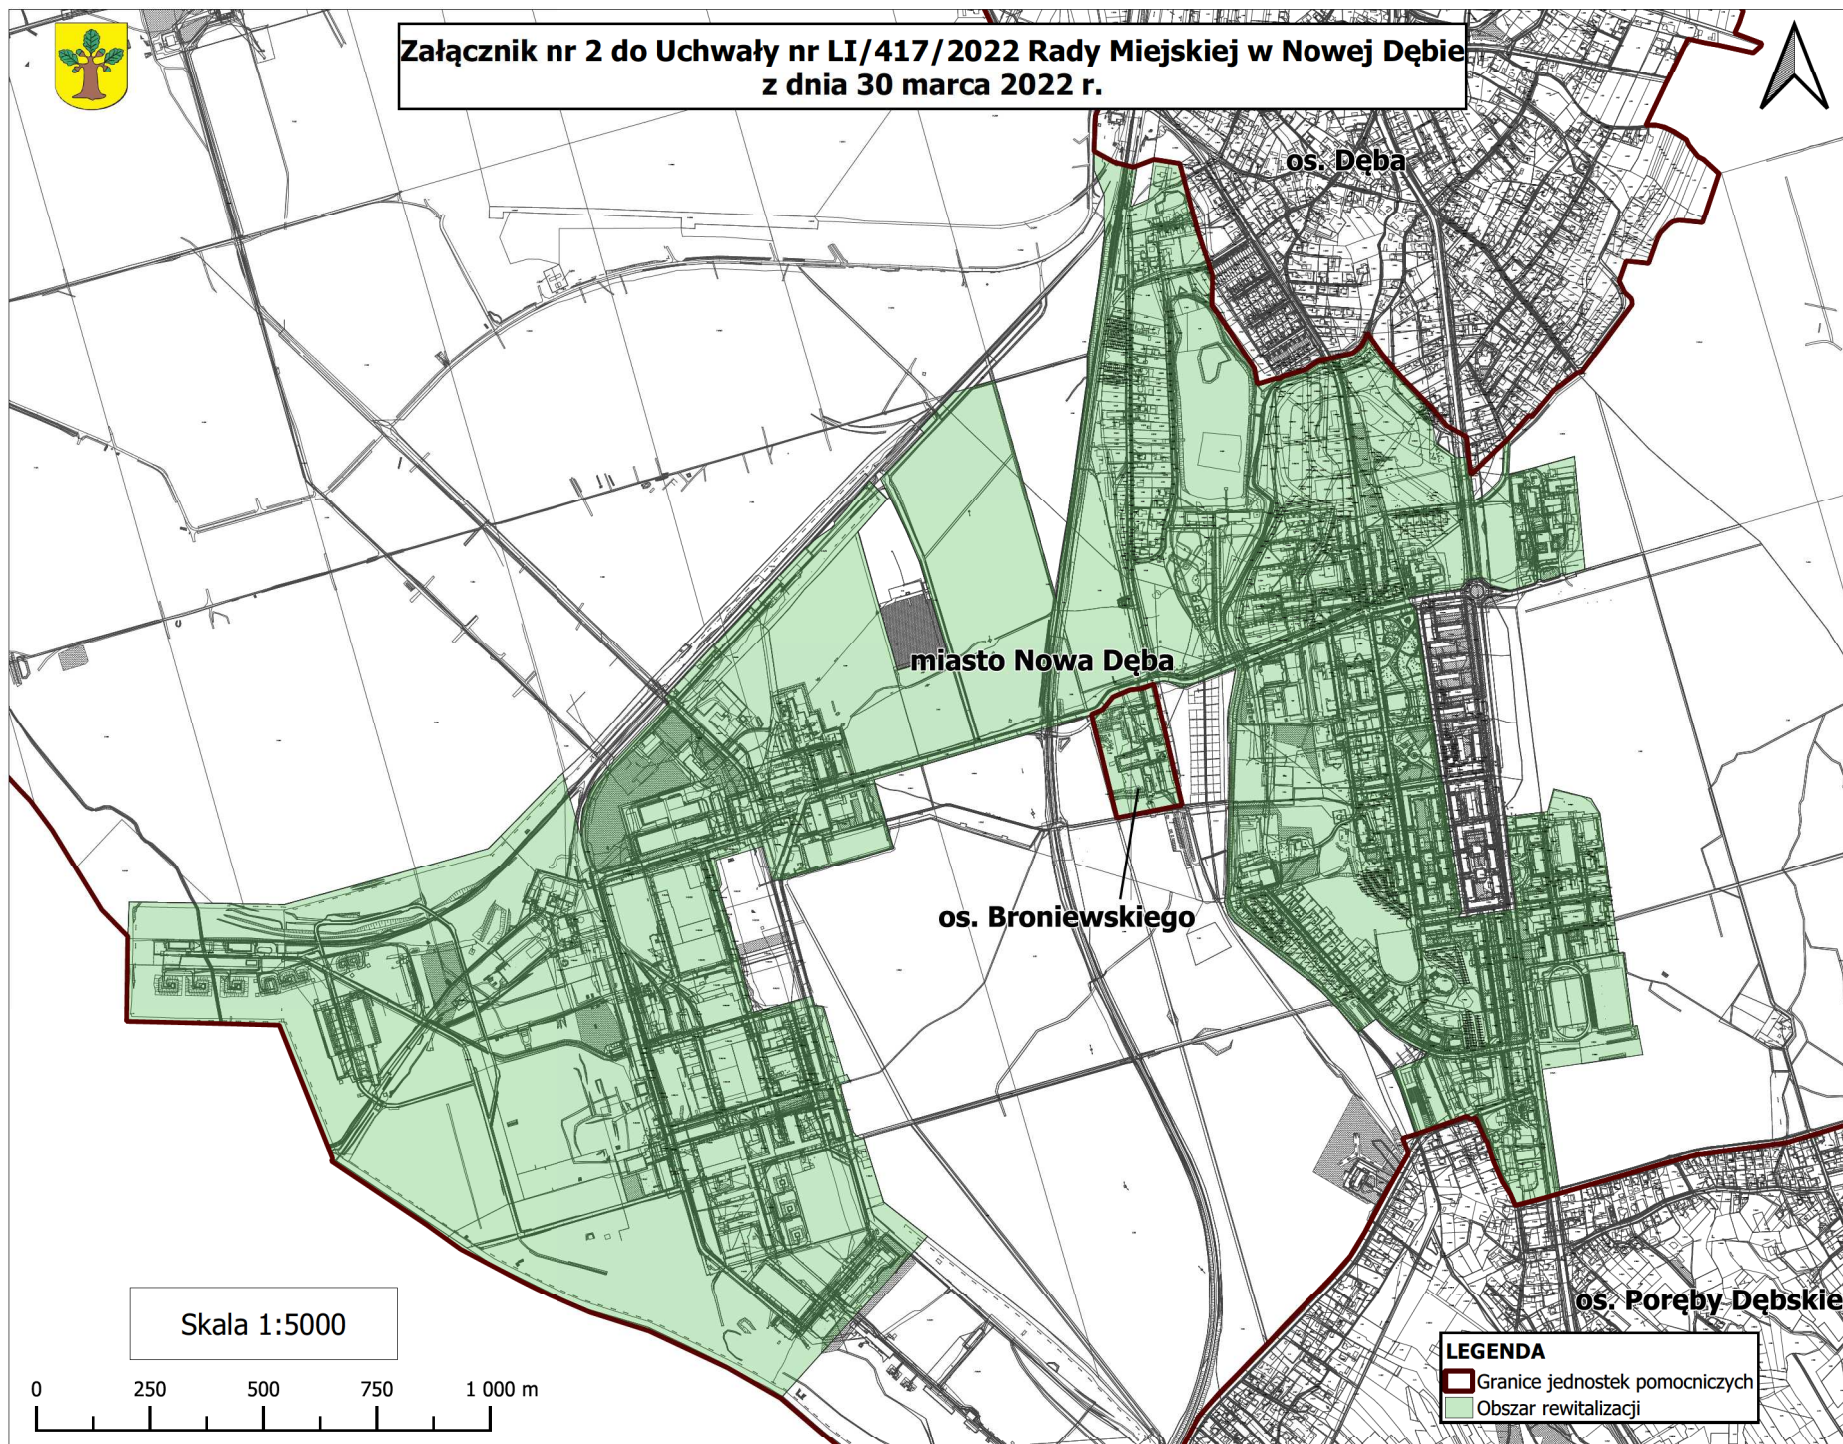 Załącznik nr 2 do Uchwały nr LI/417/2022 Rady Miejskiej w Nowej Dębie
z dnia 30 marca 2022 r.
os. Dęba
miasto Nowa Dęba
os. Broniewskiego
os. Poręby Dębskie
Skala 1:5000
0 250 500 750 1 000 m
LEGENDA
Granice jednostek pomocniczych
Obszar rewitalizacji